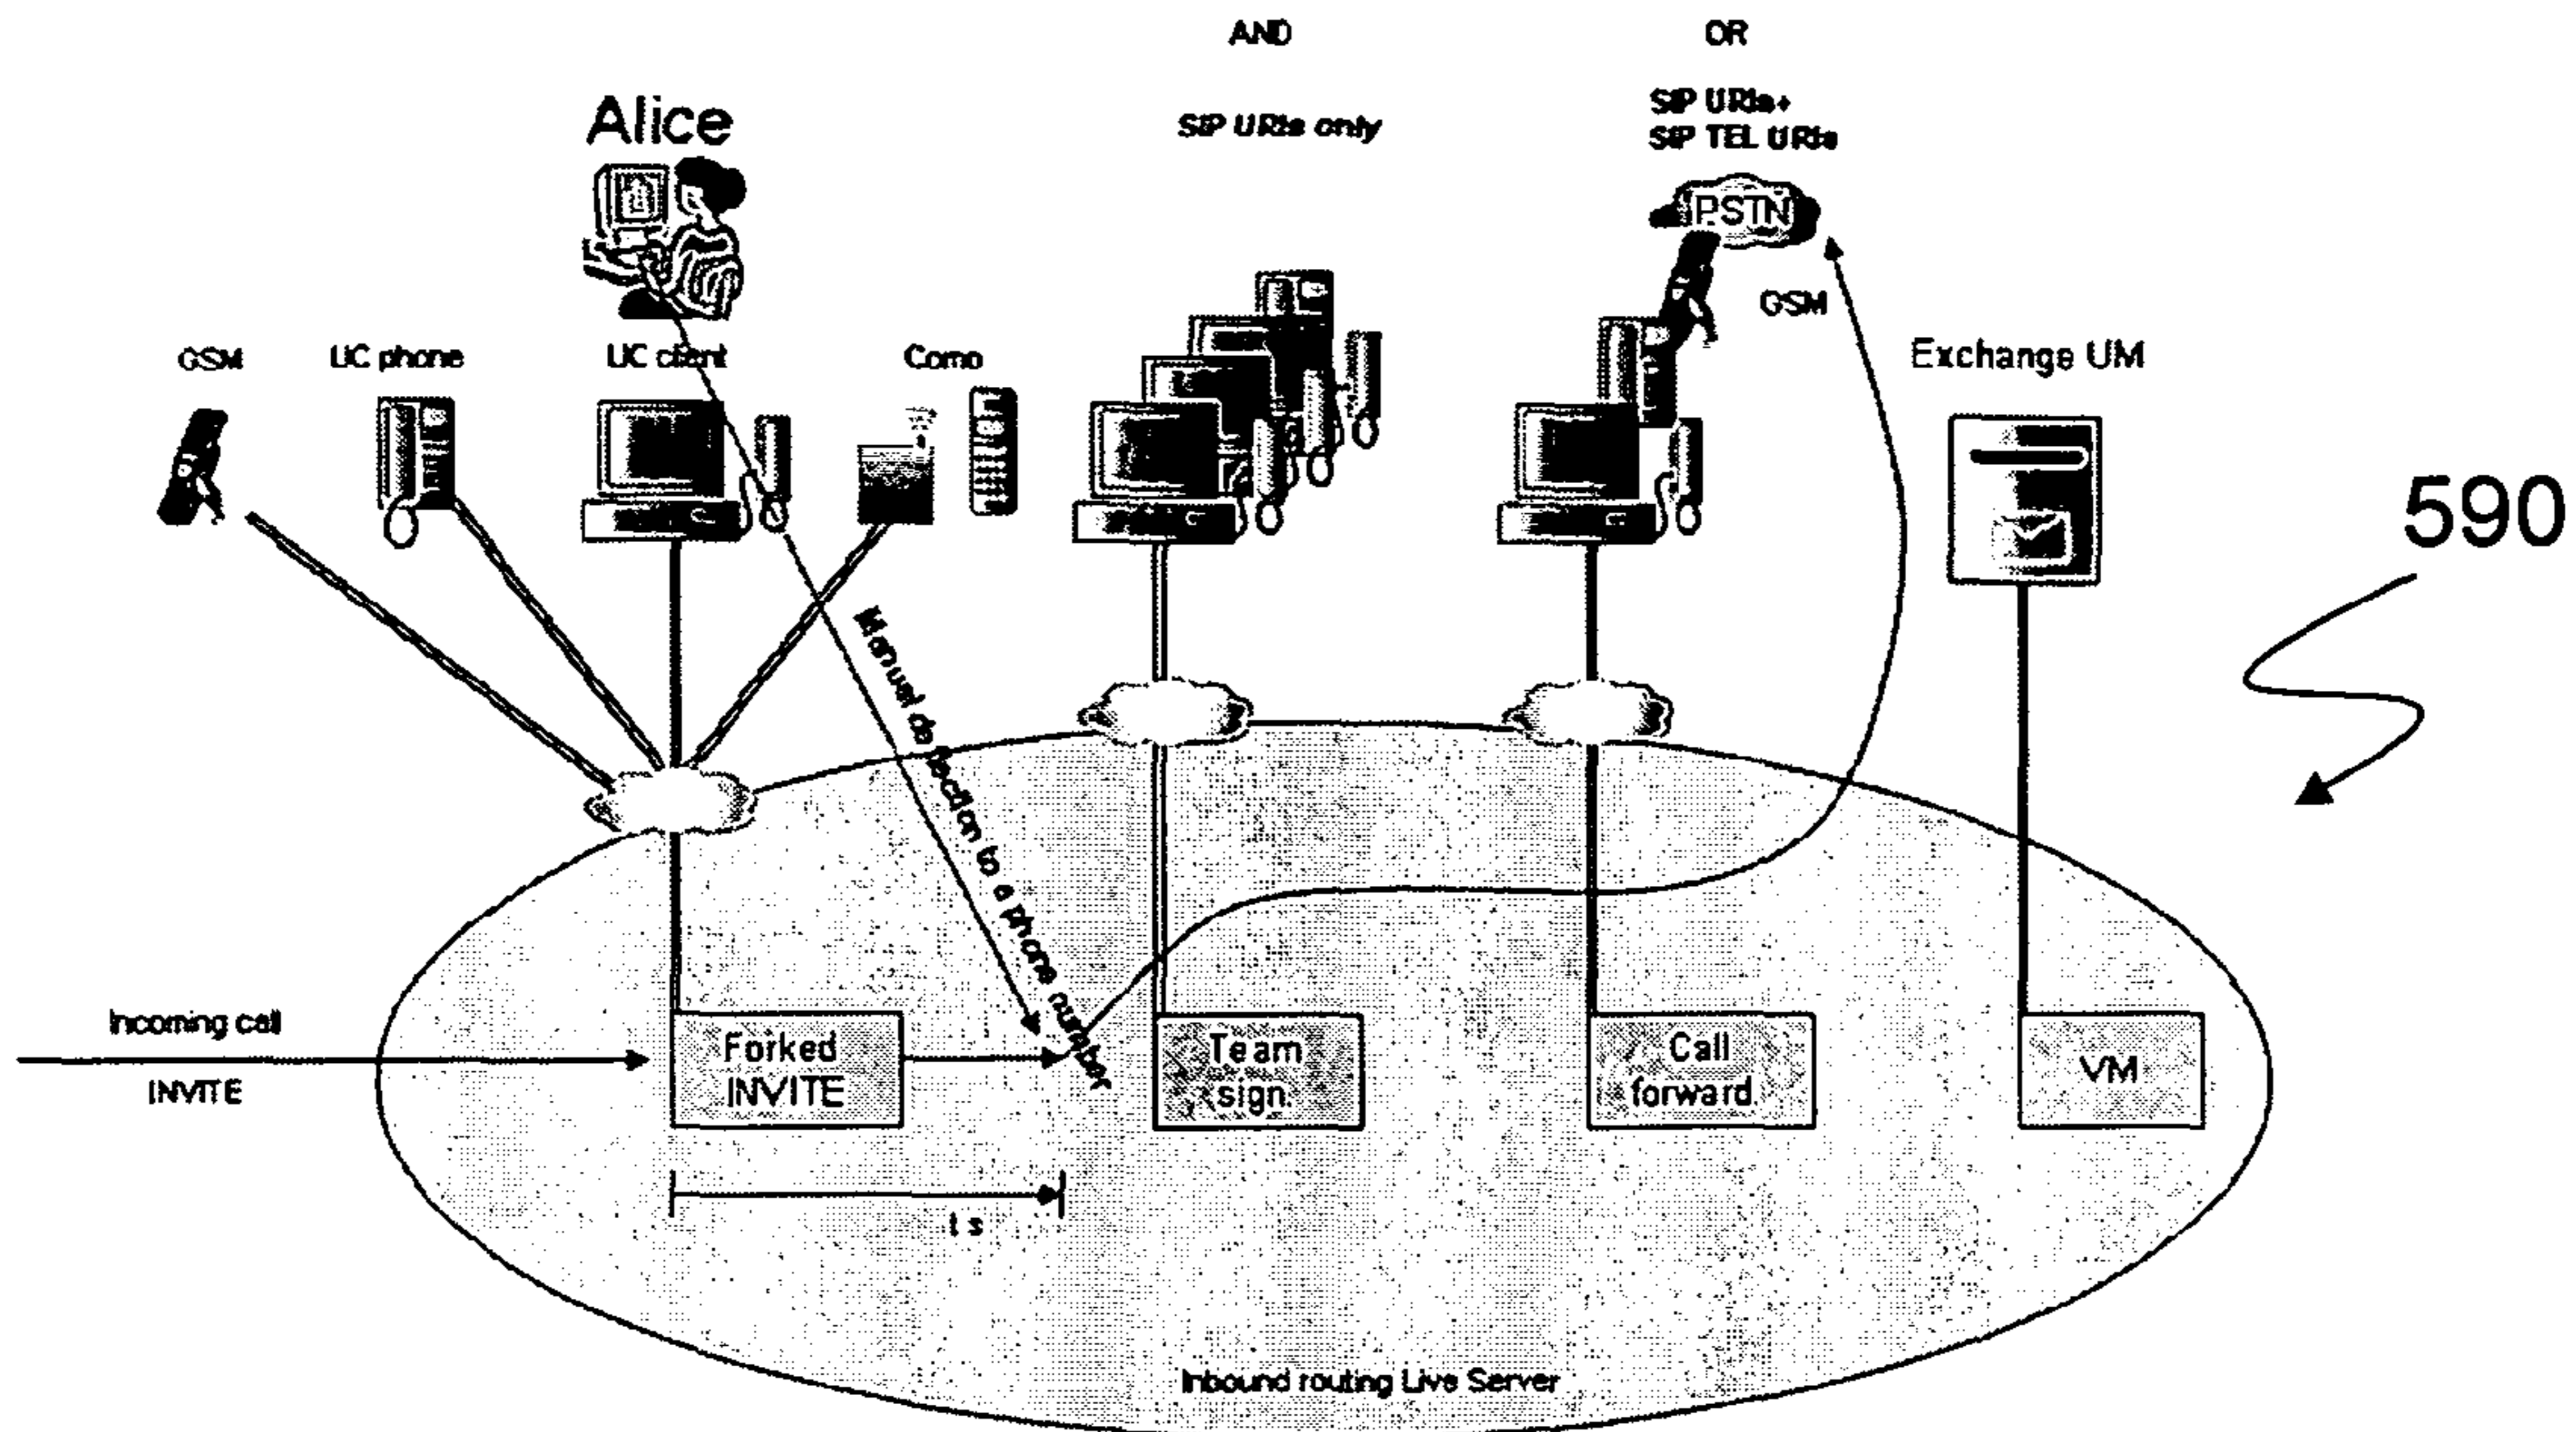 AND
OR
SIP URIs only
SIP URIs+
SIP TEL URIs
Alice
PSTN
GSM
GSM
UC phone
UC client
Como
Exchange UM
590
Manual deflection to a phone number
Incoming call
INVITE
Forked
INVITE
Team
sign.
Call
forward
VM
t s
Inbound routing Live Server